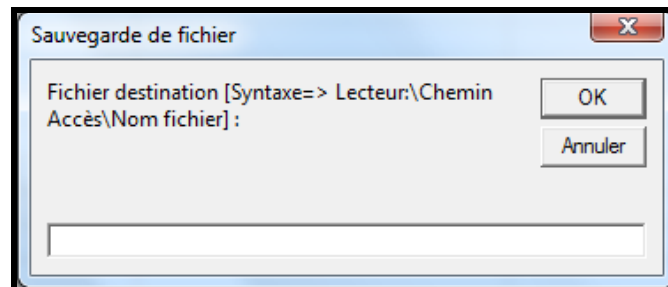 Sauvegarde de fichier
Fichier destination [Syntaxe=> Lecteur:\Chemin
Accès\Nom fichier] :
OK
Annuler